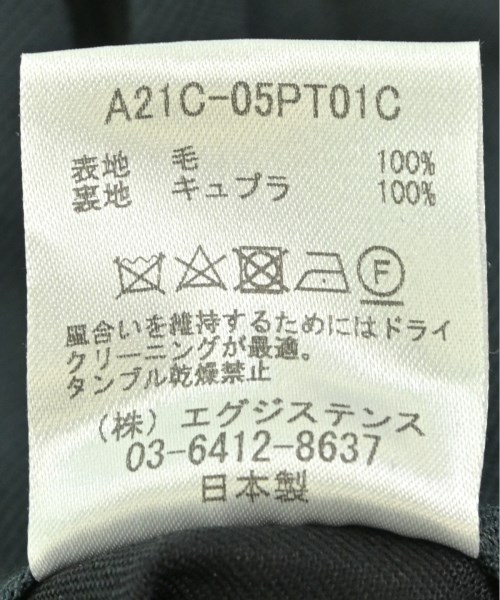 A21C-05PT01C
表地 毛 100%
裏地 キュプラ 100%
F
風合いを維持するためにはドライ
クリーニングが最適。
タンブル乾燥禁止
(株)エグジステンス
03-6412-8637
日本製